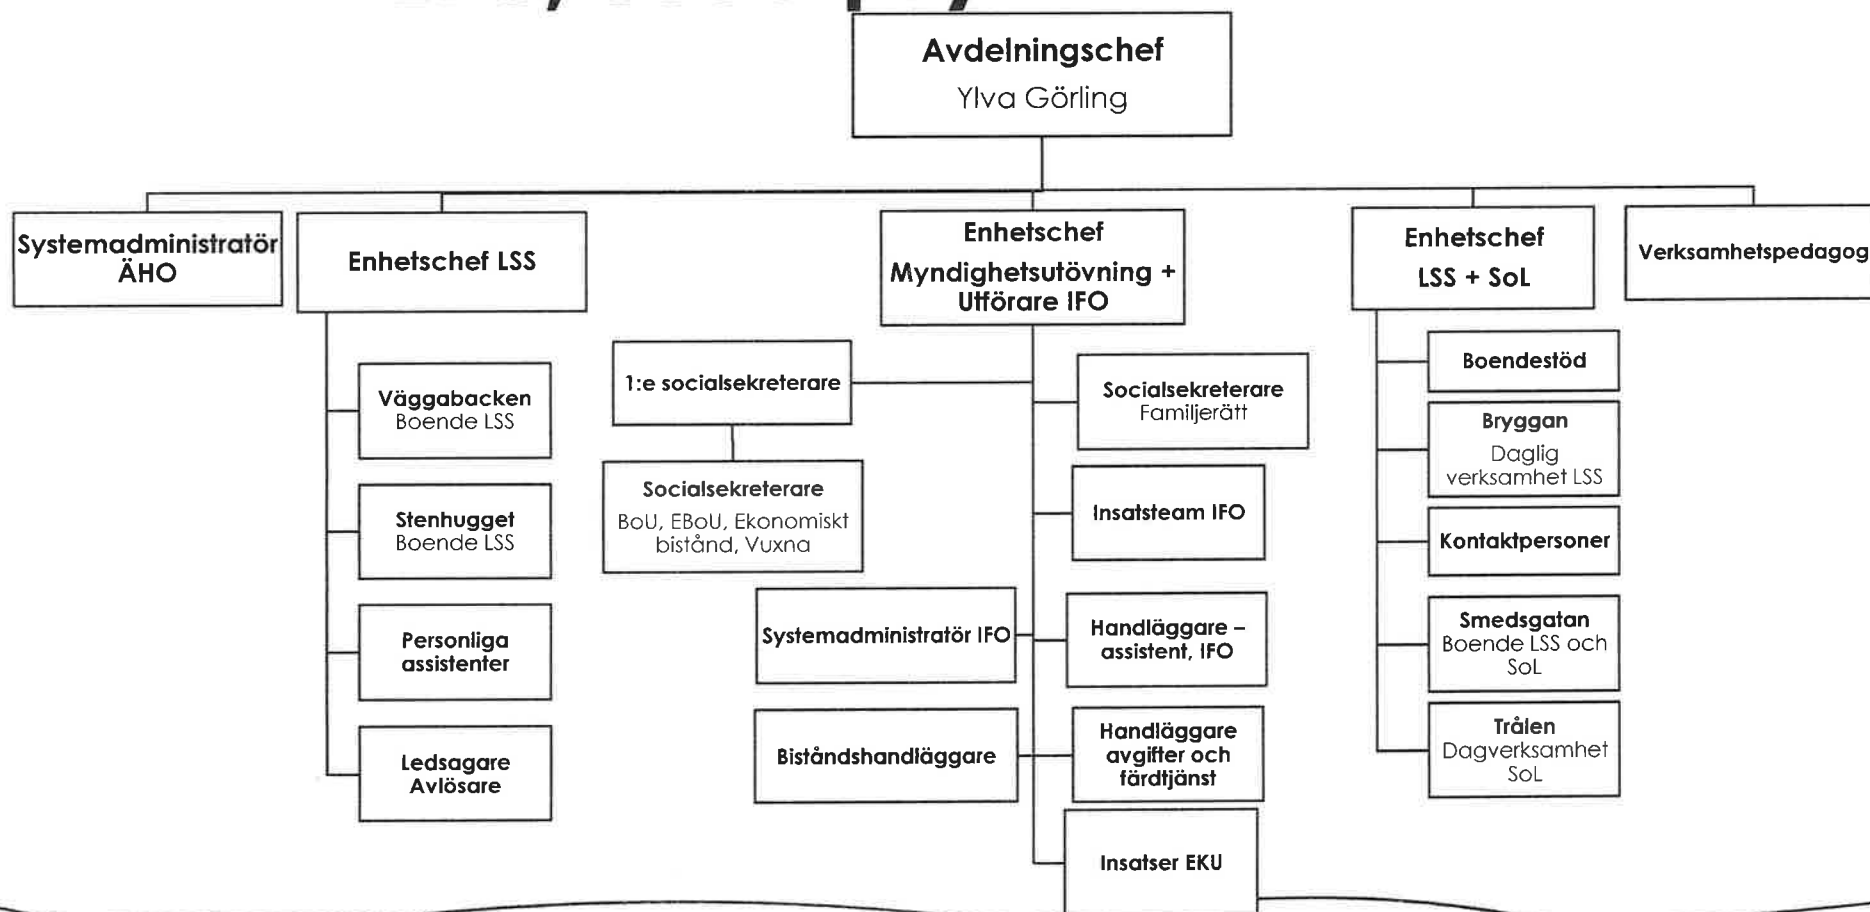 Avdelningschef
Ylva Görling
Systemadministratör
ÄHO
Enhetschef LSS
Enhetschef
Myndighetsutövning +
Utförare IFO
Enhetschef
LSS + SoL
Verksamhetspedagog
Väggabacken
Boende LSS
Stenhugget
Boende LSS
Personliga
assistenter
Ledsagare
Avlösare
1:e socialsekreterare
Socialsekreterare
BoU, EBoU, Ekonomiskt
bistånd, Vuxna
Systemadministratör IFO
Biståndshandläggare
Socialsekreterare
Familjerätt
Insatsteam IFO
Handläggare –
assistent, IFO
Handläggare
avgifter och
färdtjänst
Insatser EKU
Boendestöd
Bryggan
Daglig
verksamhet LSS
Kontaktpersoner
Smedsgatan
Boende LSS och
SoL
Trålen
Dagverksamhet
SoL